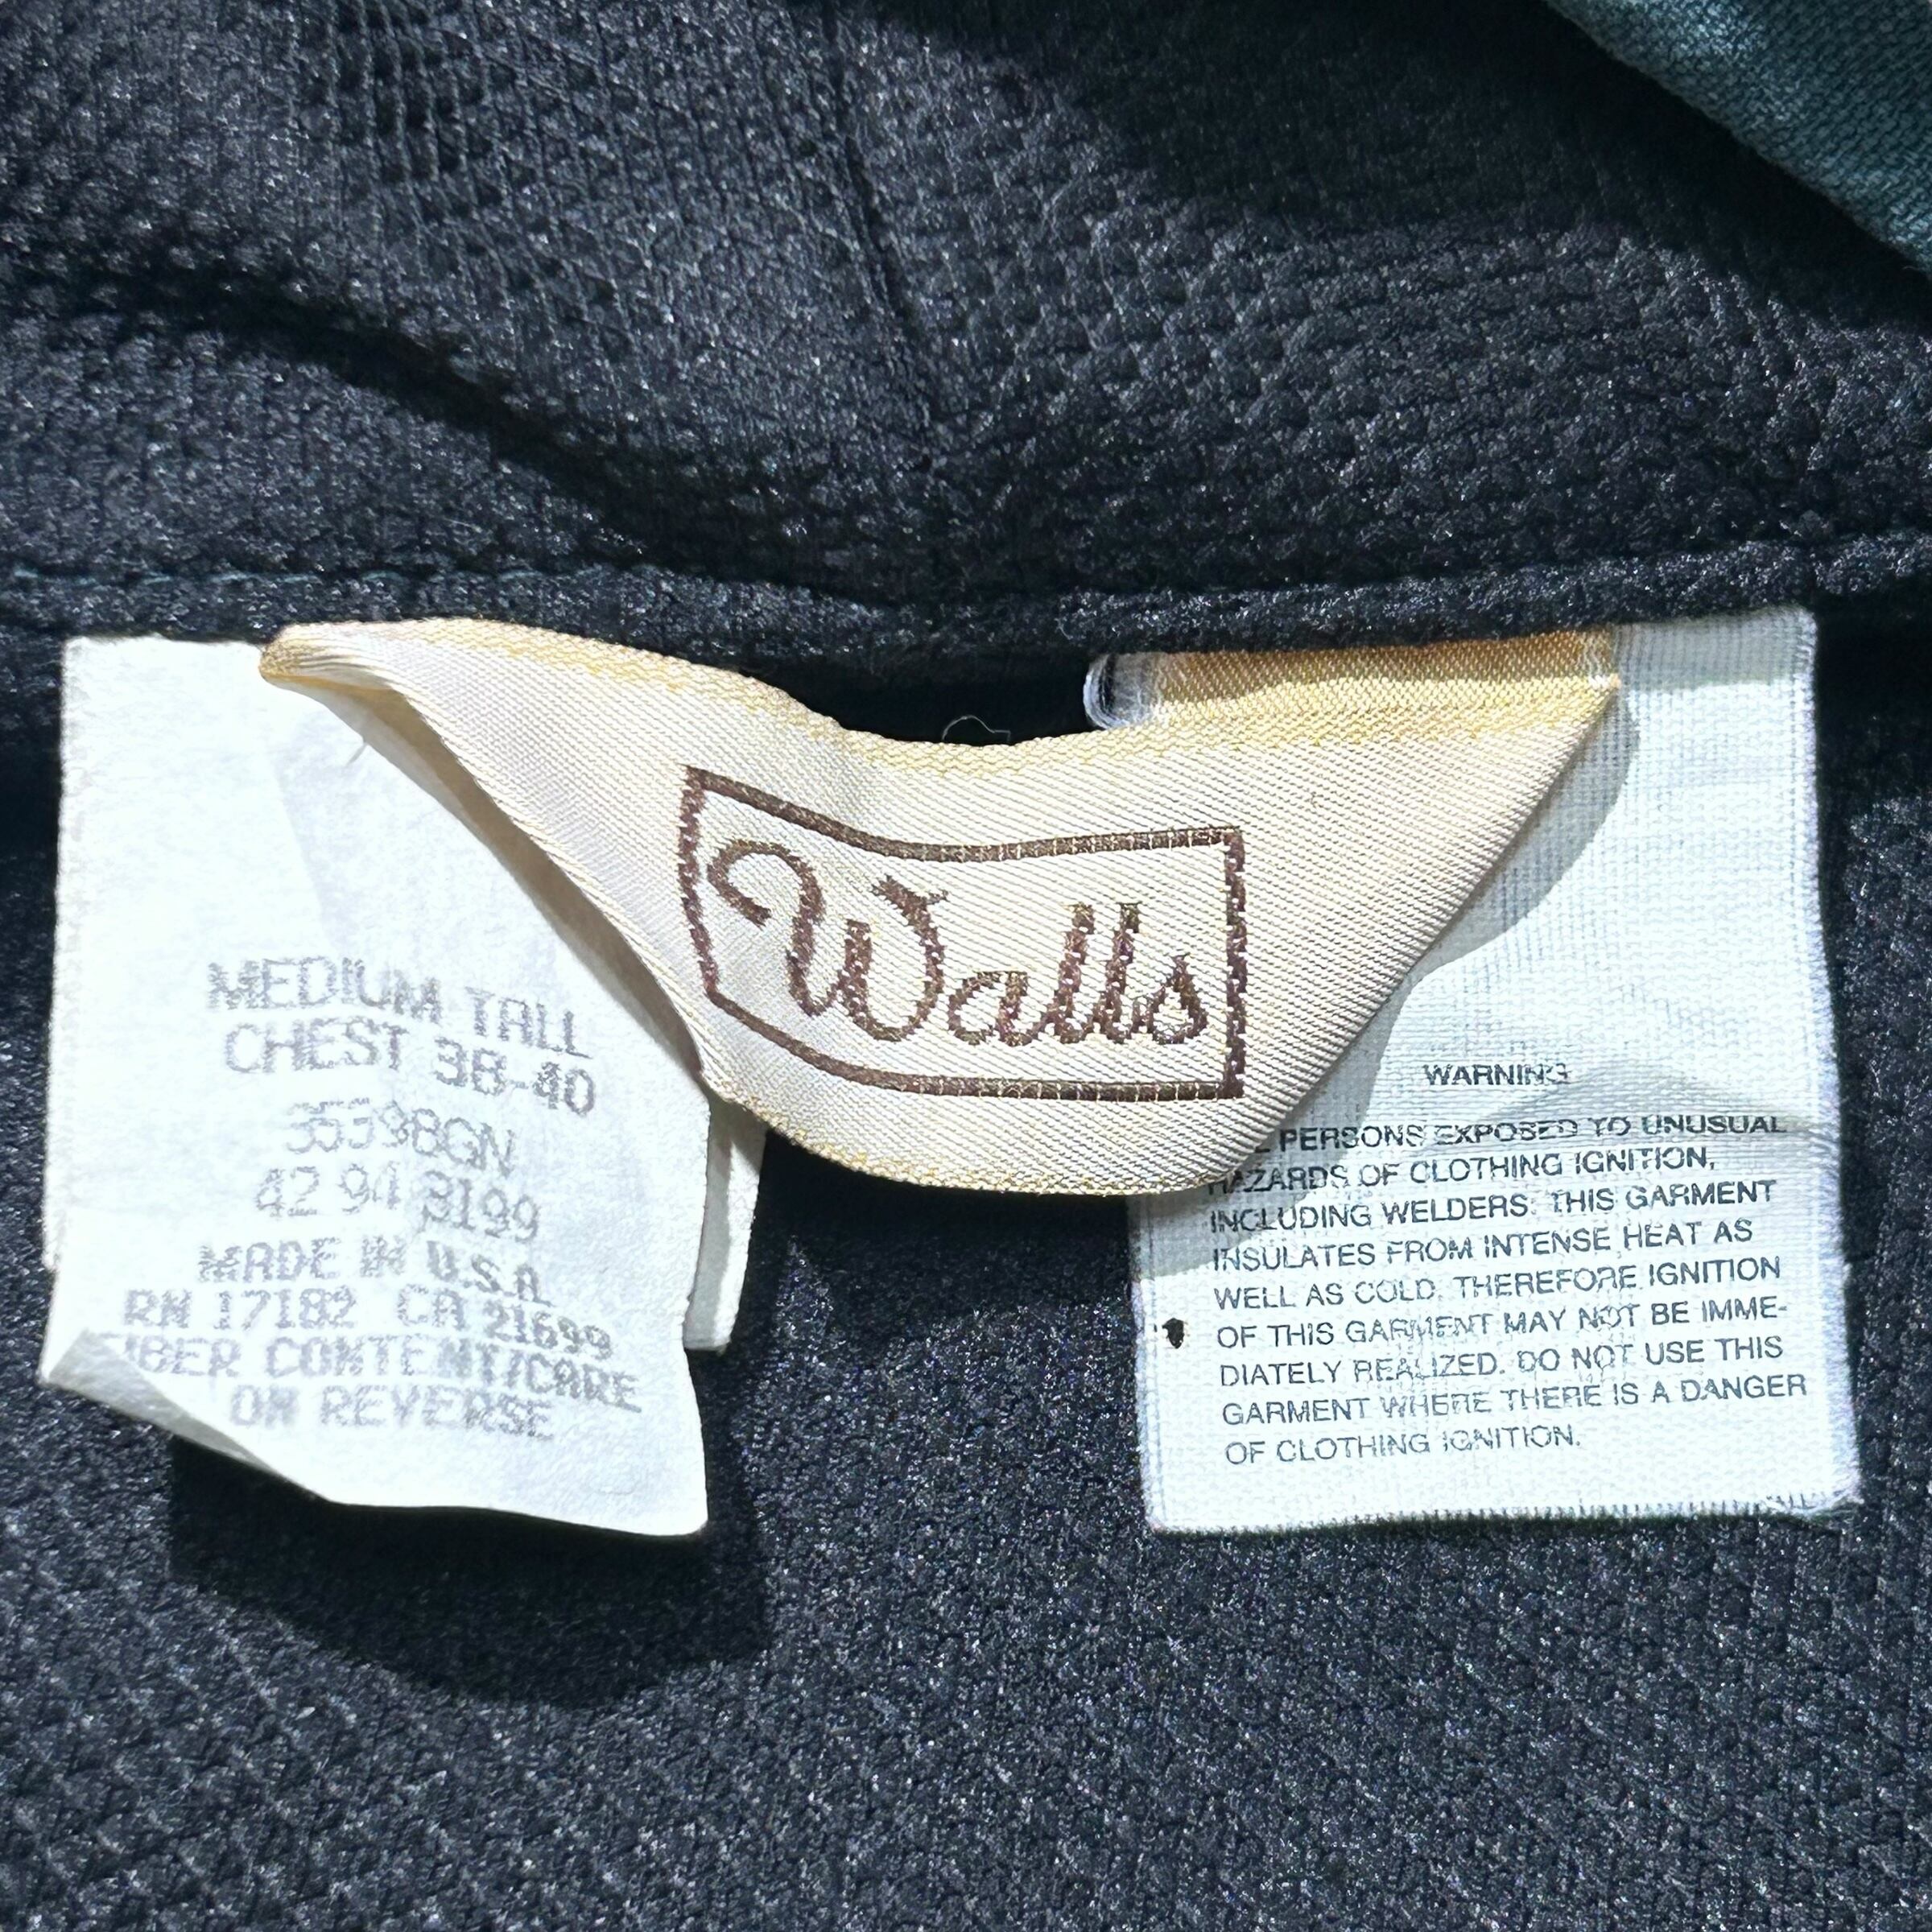 MEDIUM TALL
CHEST 38-40
35398GN
42 94 3199
MADE IN U.S.A.
RN 17182 CA 21699
FIBER CONTENT/CARE
ON REVERSE
Walls
WARNING
PERSONS EXPOSED TO UNUSUAL
HAZARDS OF CLOTHING IGNITION,
INCLUDING WELDERS: THIS GARMENT
INSULATES FROM INTENSE HEAT AS
WELL AS COLD. THEREFORE IGNITION
OF THIS GARMENT MAY NOT BE IMME-
DIATELY REALIZED. DO NOT USE THIS
GARMENT WHERE THERE IS A DANGER
OF CLOTHING IGNITION.